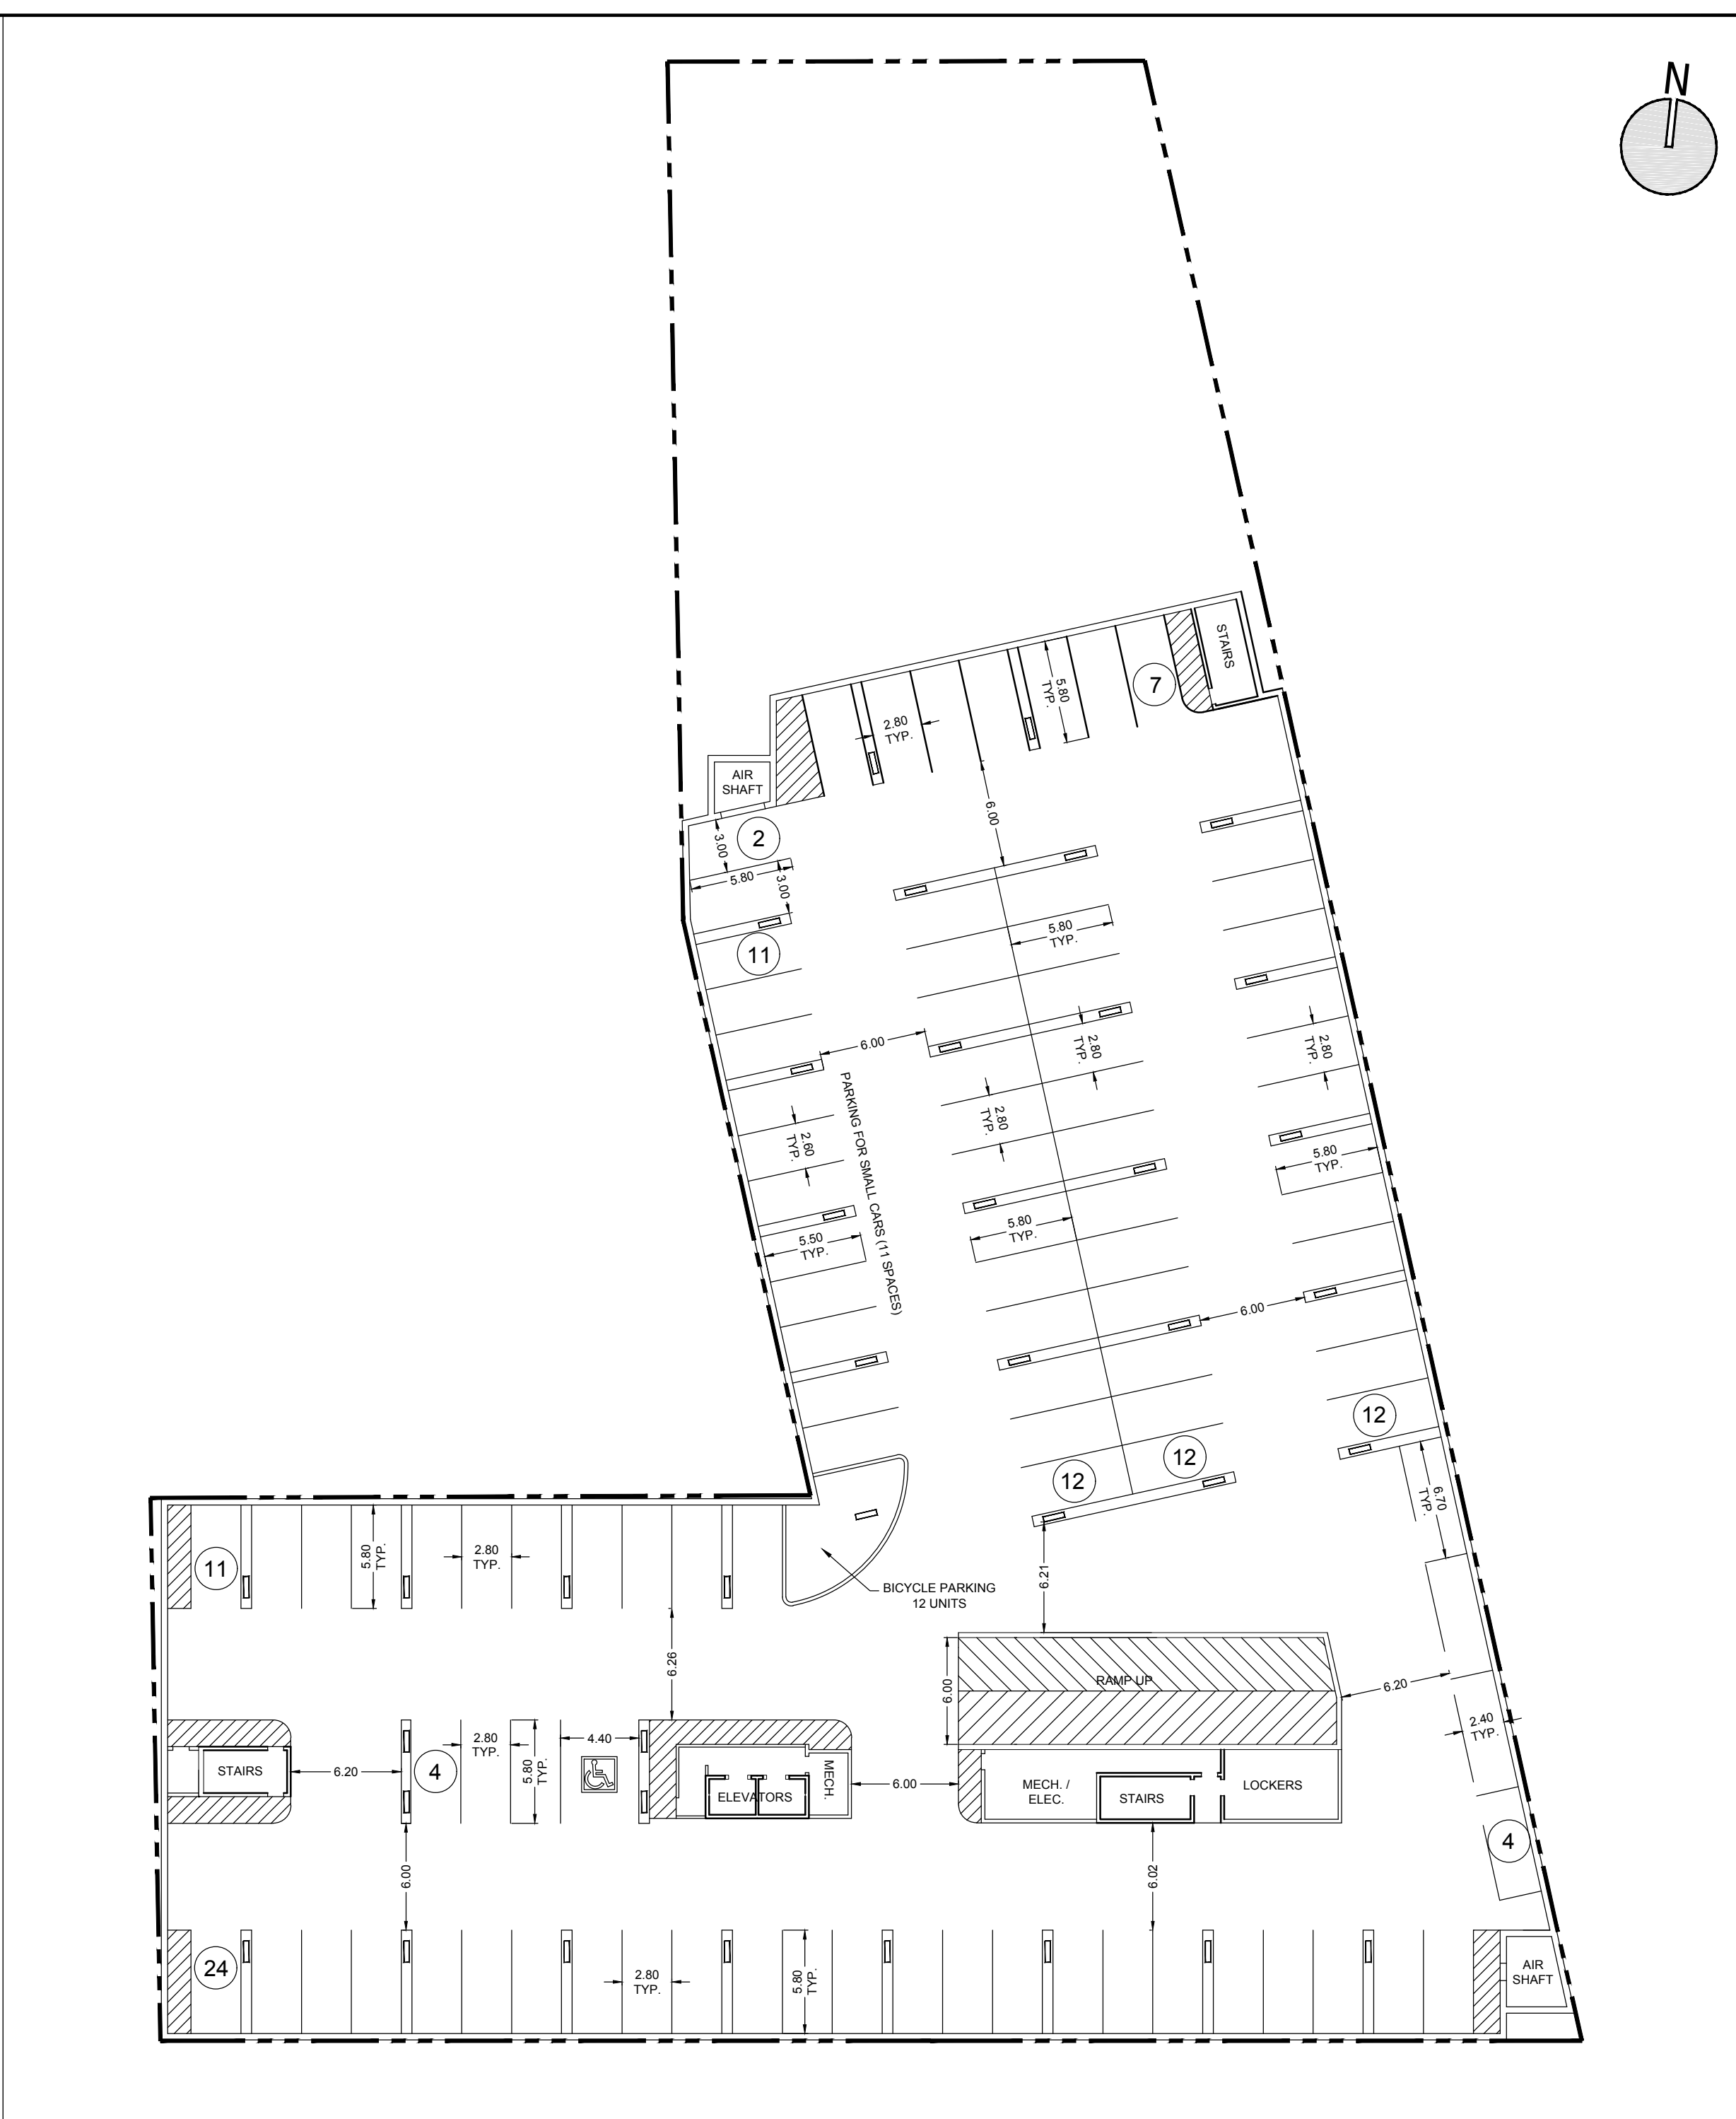 N
STAIRS
7
5.80
TYP.
2.80
TYP.
AIR
SHAFT
6.00
2
3.00
5.80
3.00
11
5.80
TYP.
6.00
2.80
TYP.
2.80
TYP.
2.80
TYP.
2.60
TYP.
PARKING FOR SMALL CARS (11 SPACES)
5.80
TYP.
5.50
TYP.
5.80
TYP.
6.00
12
12
12
6.70
TYP.
11
5.80
TYP.
2.80
TYP.
BICYCLE PARKING
12 UNITS
6.21
6.26
6.00
RAMP UP
6.20
2.40
TYP.
STAIRS
6.20
4
2.80
TYP.
5.80
TYP.
4.40
ELEVATORS
MECH.
6.00
MECH. /
ELEC.
STAIRS
LOCKERS
4
6.00
6.02
24
2.80
TYP.
5.80
TYP.
AIR
SHAFT